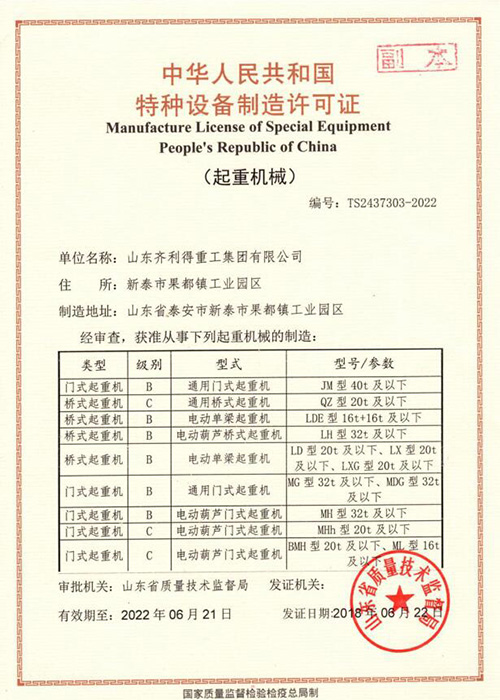 副本
中华人民共和国
特种设备制造许可证
Manufacture License of Special Equipment
People's Republic of China
（起重机械）
编号：TS2437303-2022
单位名称：山东齐利得重工集团有限公司
住 所：新泰市果都镇工业园区
制造地址：山东省泰安市新泰市果都镇工业园区
经审查，获准从事下列起重机械的制造：
类型 级别 型式 型号/参数
门式起重机 B 通用门式起重机 JM 型 40t 及以下
桥式起重机 C 通用桥式起重机 QZ 型 20t 及以下
桥式起重机 B 电动单梁起重机 LDE 型 16t+16t 及以下
桥式起重机 B 电动葫芦桥式起重机 LH 型 32t 及以下
桥式起重机 B 电动单梁起重机 LD 型 20t 及以下、LX 型 20t
及以下、LXG 型 20t 及以下
门式起重机 B 通用门式起重机 MG 型 32t 及以下、MDG 型 32t
及以下
门式起重机 B 电动葫芦门式起重机 MH 型 32t 及以下
门式起重机 C 电动葫芦门式起重机 MHh 型 20t 及以下
门式起重机 C 电动葫芦门式起重机 BMH 型 20t 及以下、ML 型 16t
及以下
审批机关：山东省质量技术监督局 发证机关：
有效期至：2022 年 06 月 21 日 发证日期：2018 年 06 月 22 日
山东省质量技术监督局
国家质量监督检验检疫总局制